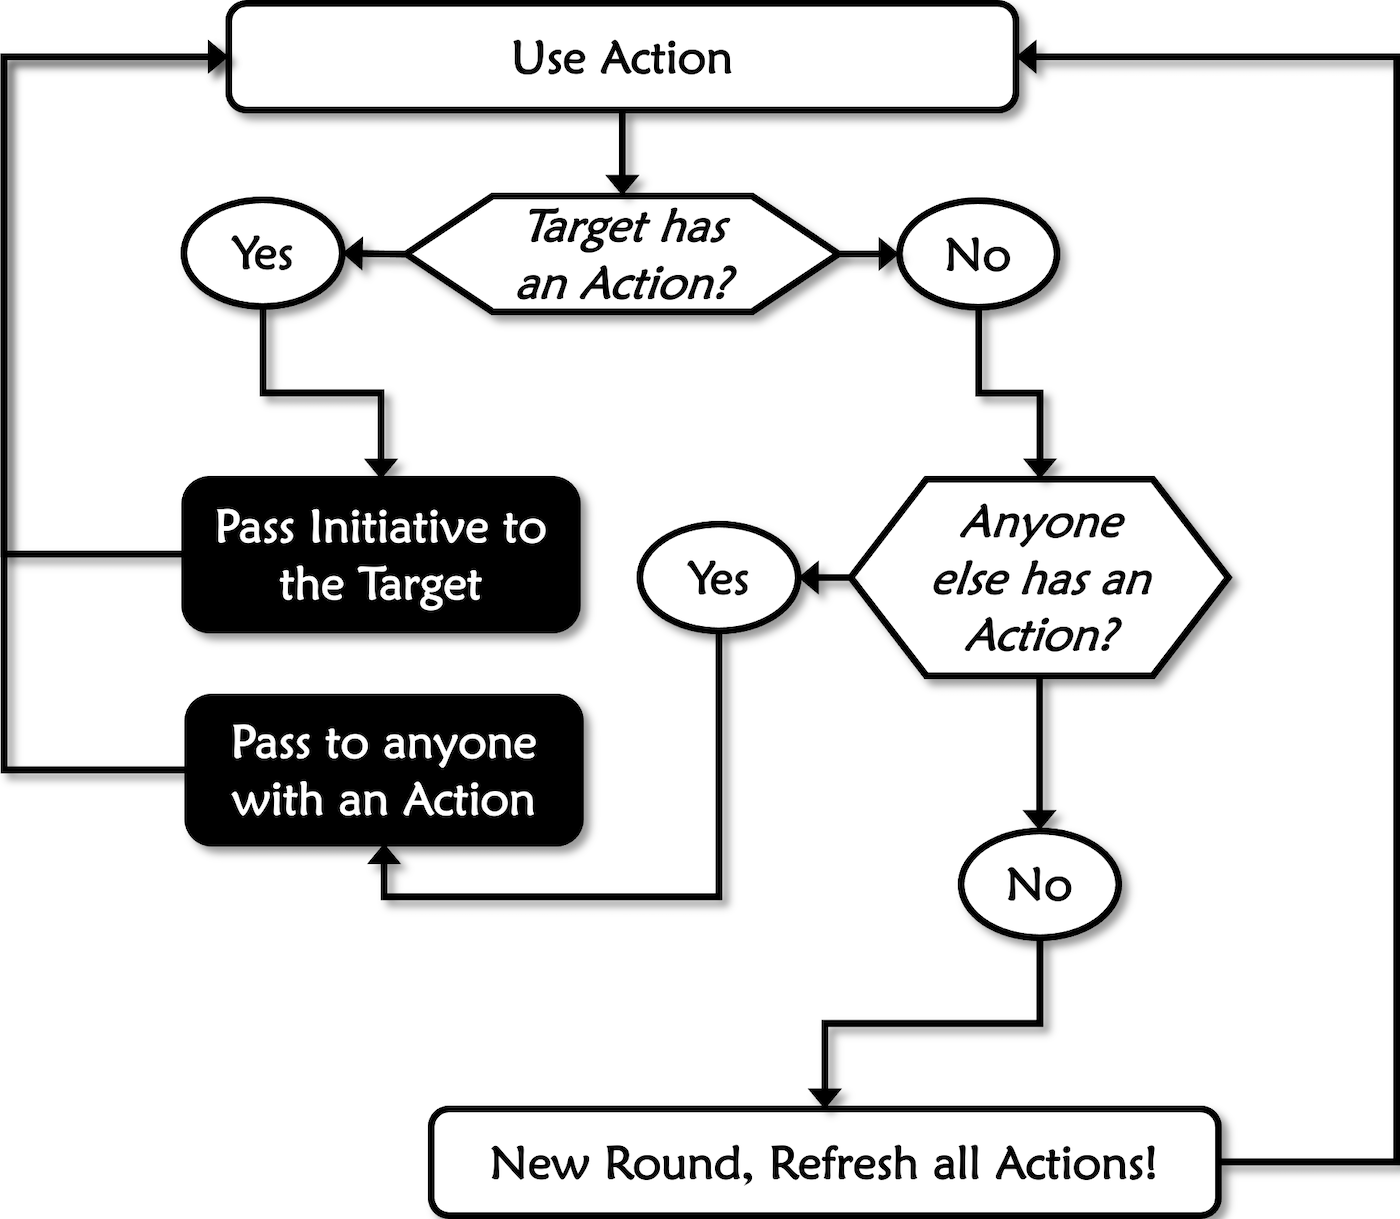 Use Action
Target has
an Action?
Yes
No
Pass Initiative to
the Target
Yes
Anyone
else has an
Action?
Pass to anyone
with an Action
No
New Round, Refresh all Actions!